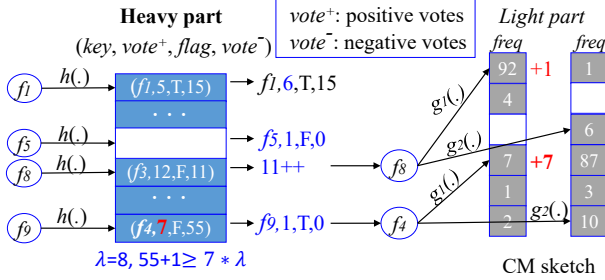 Heavy part
(key, vote⁺, flag, vote⁻)
vote⁺: positive votes
vote⁻: negative votes
Light part
freq freq
f1 h(.) (f1,5,T,15) f1,6,T,15
· · ·
f5 h(.) f5,1,F,0
f8 h(.) (f3,12,F,11) 11++ f8
· · ·
f9 h(.) (f4,7,F,55) f9,1,T,0 f4
λ=8, 55+1≥ 7 * λ
g1(.) g2(.)
g1(.) g2(.)
92 +1 1
4
6
7 +7 87
1 3
2 10
CM sketch